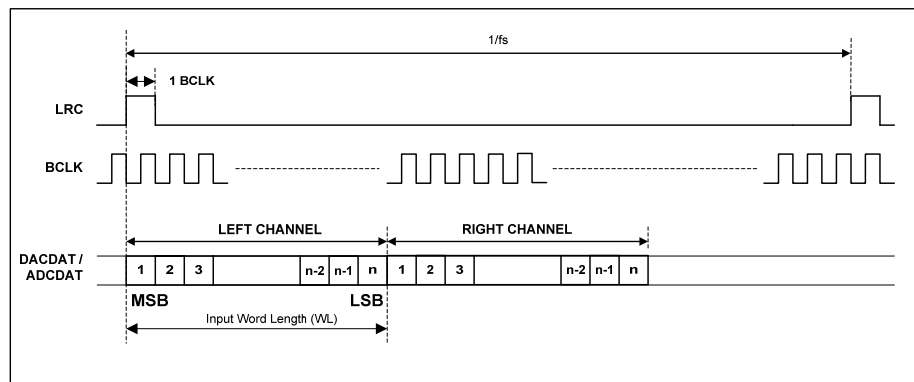 1/fs
1 BCLK
LRC
BCLK
LEFT CHANNEL RIGHT CHANNEL
DACDAT /
ADCDAT
1 2 3 n-2 n-1 n 1 2 3 n-2 n-1 n
MSB LSB
Input Word Length (WL)